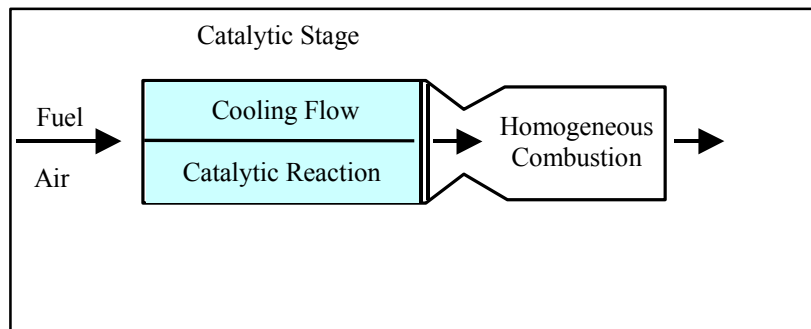 Catalytic Stage
Fuel
Air
Cooling Flow
Catalytic Reaction
Homogeneous
Combustion